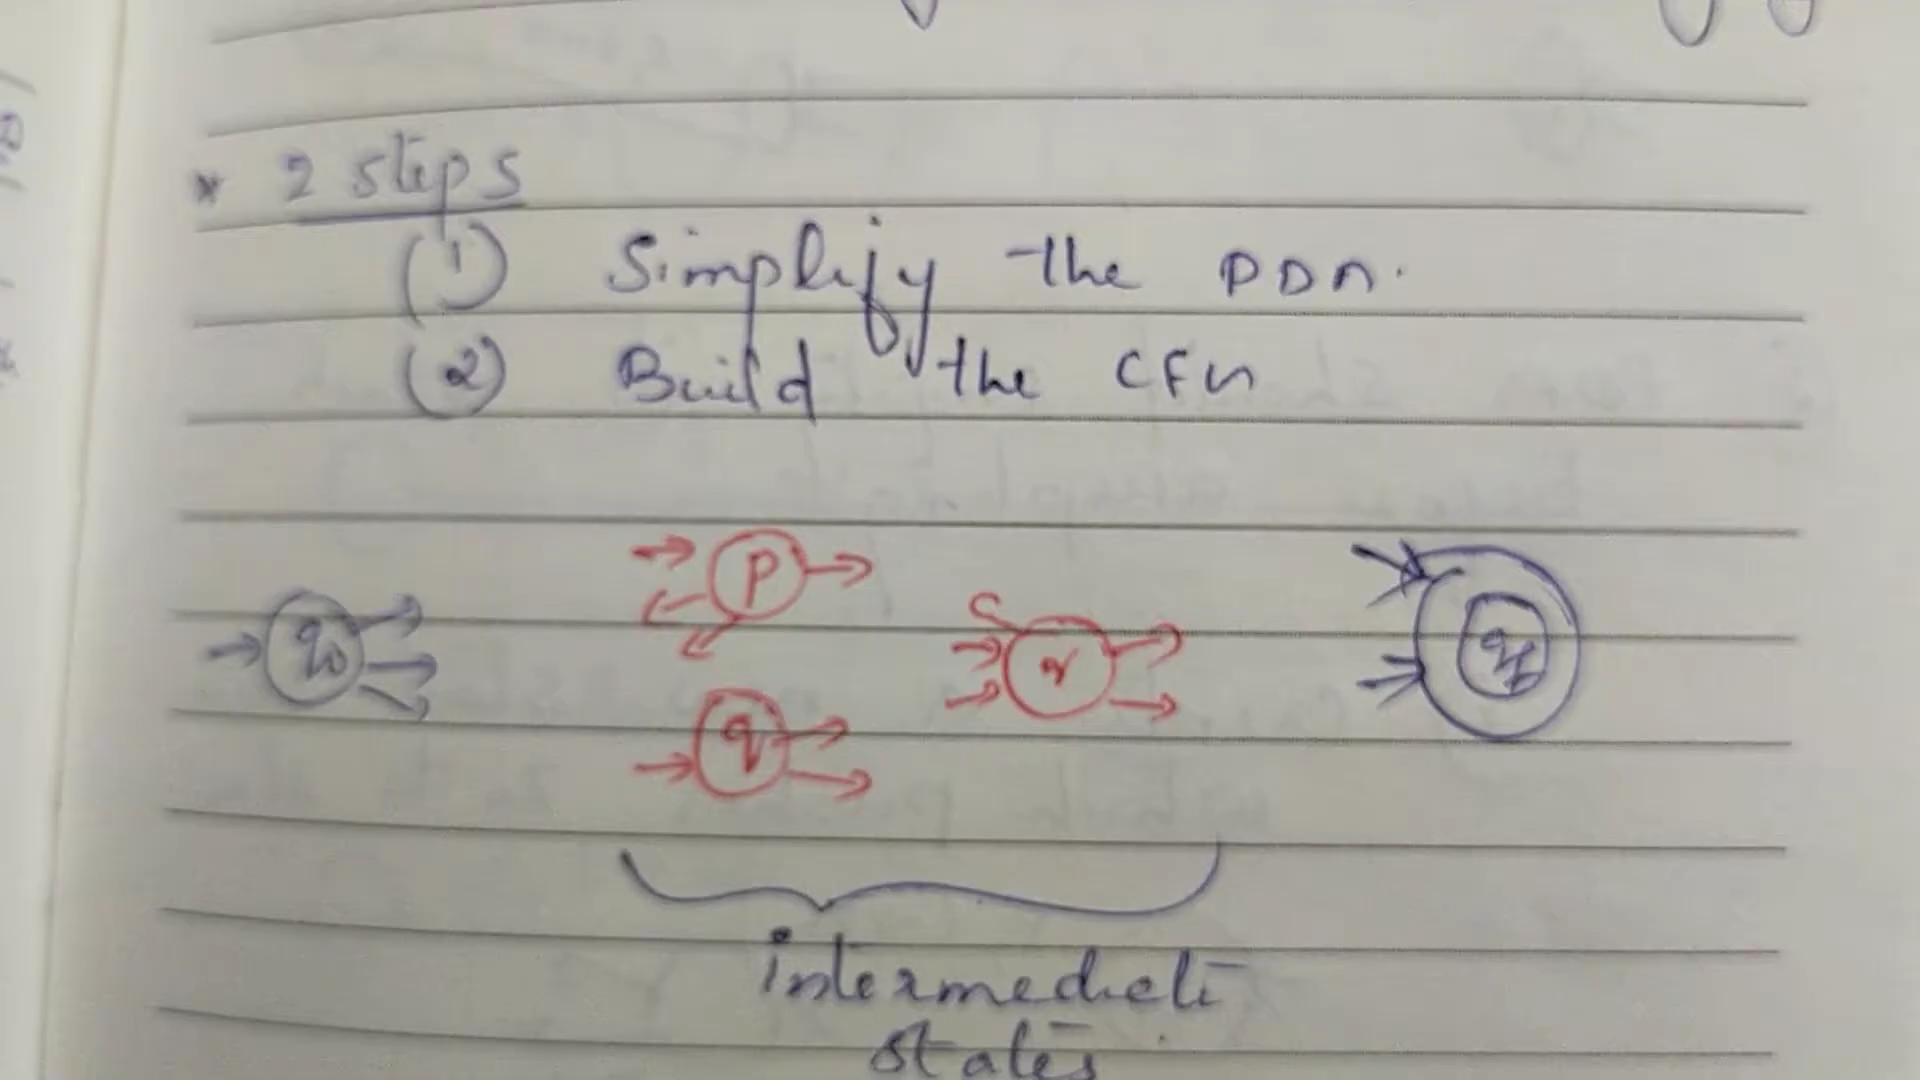 * 2 steps
(1) Simplify the PDA.
(2) Build the CFG
p
q0
r
qf
q
intermediate
states